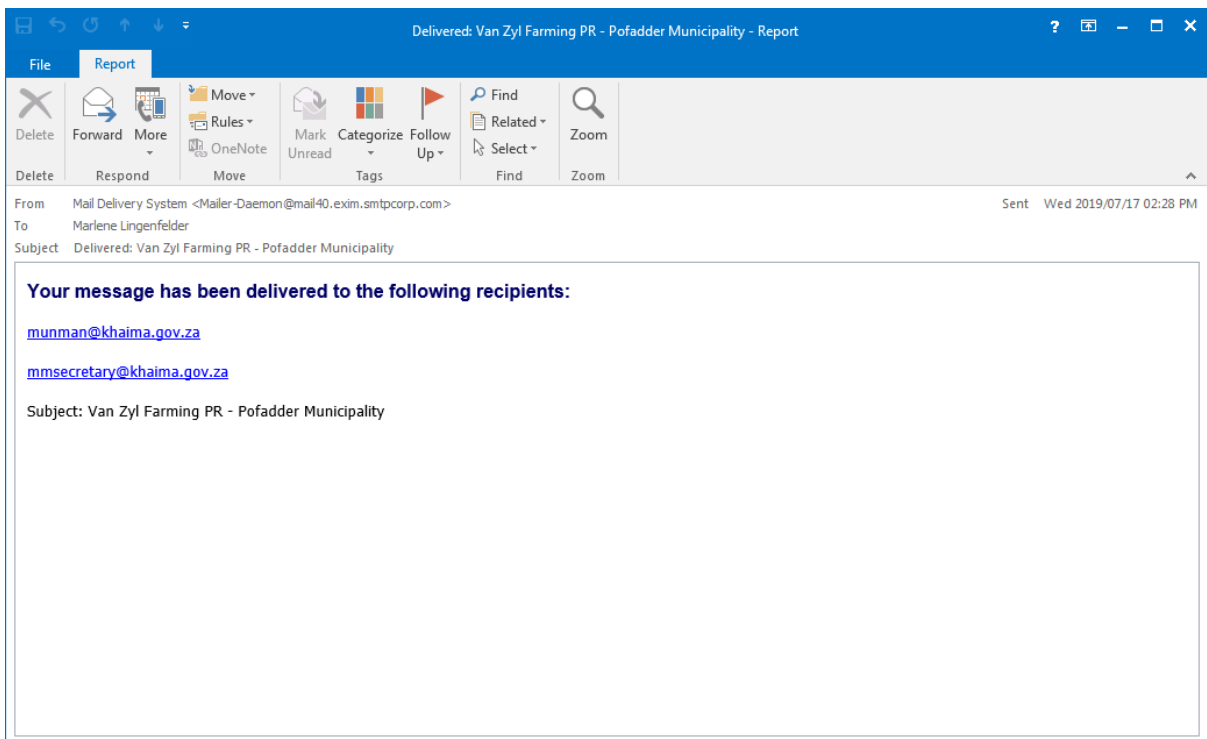 Delivered: Van Zyl Farming PR - Pofadder Municipality - Report
?
File Report
Delete Forward More Move Rules OneNote Mark Unread Categorize Follow Up Find Related Select Zoom
Delete Respond Move Tags Find Zoom
From Mail Delivery System <Mailer-Daemon@mail40.exim.smtpcorp.com> Sent Wed 2019/07/17 02:28 PM
To Marlene Lingenfelder
Subject Delivered: Van Zyl Farming PR - Pofadder Municipality
Your message has been delivered to the following recipients:
munman@khaima.gov.za
mmsecretary@khaima.gov.za
Subject: Van Zyl Farming PR - Pofadder Municipality